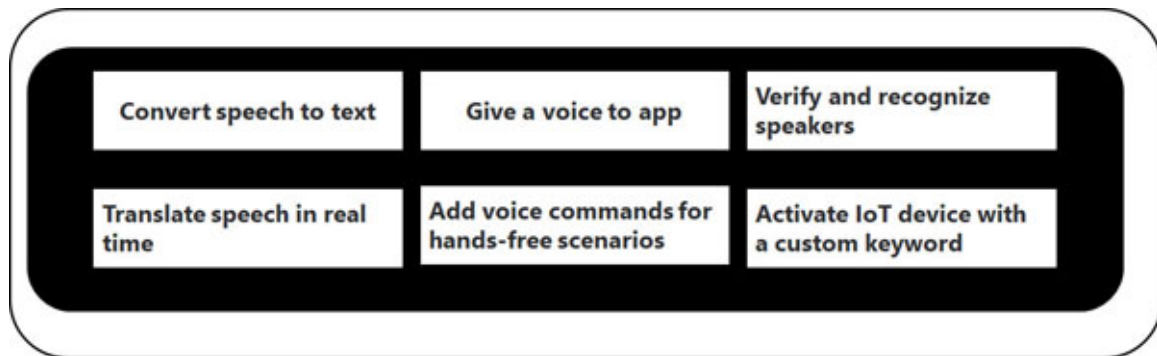 Convert speech to text
Give a voice to app
Verify and recognize
speakers
Translate speech in real
time
Add voice commands for
hands-free scenarios
Activate IoT device with
a custom keyword